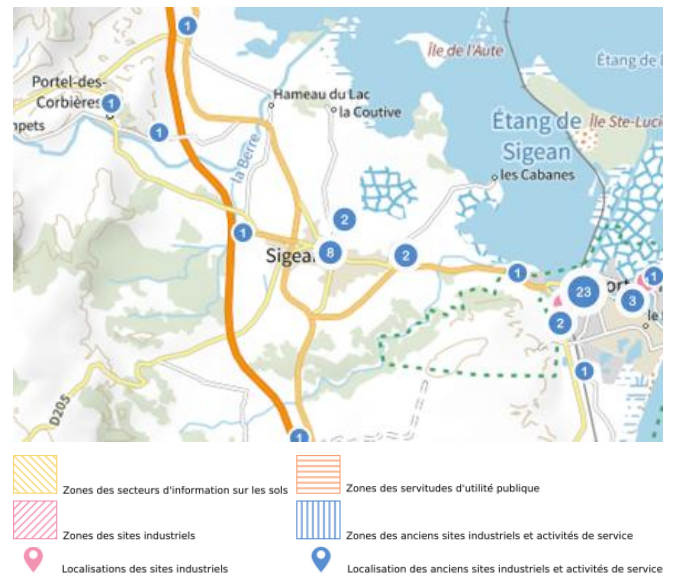 1
Île de l'Aute
Étang de
Portel-des-
Corbières
1
Hameau du Lac
la Coutive
Étang de
Sigean
Île Ste-Lucie
1
la Berre
les Cabanes
2
1
Sigean
8
2
1
1
23
3
2
le
1
D205
1
Zones des secteurs d'information sur les sols
Zones des servitudes d'utilité publique
Zones des sites industriels
Zones des anciens sites industriels et activités de service
Localisations des sites industriels
Localisation des anciens sites industriels et activités de service